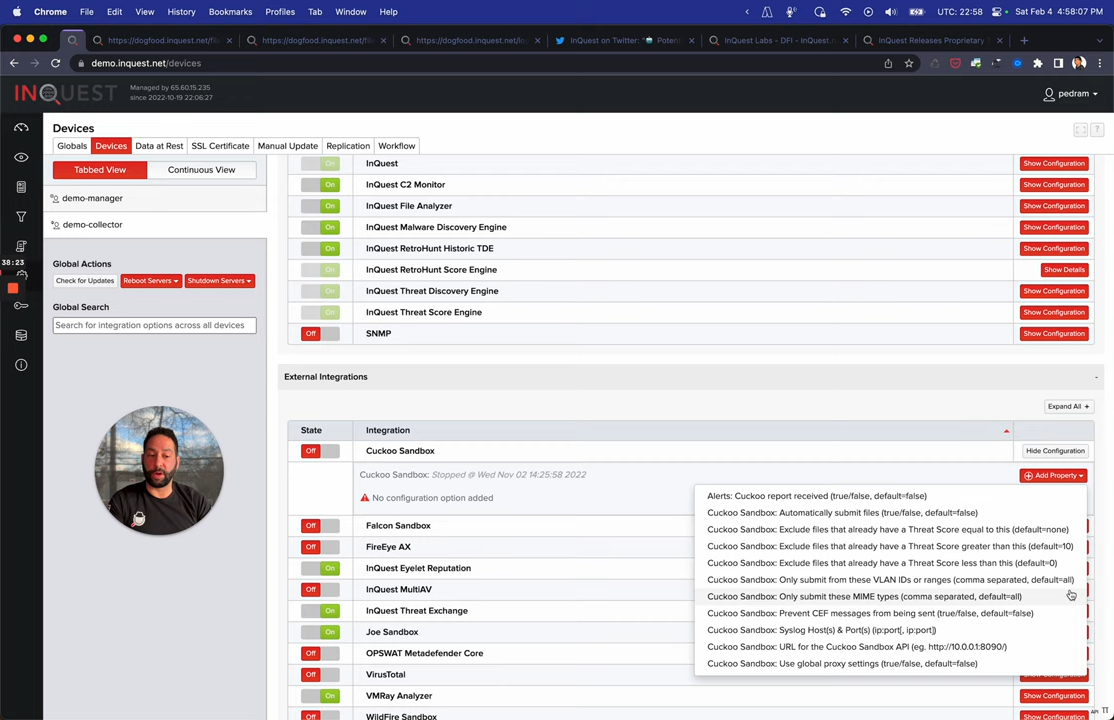 Chrome File Edit View History Bookmarks Profiles Tab Window Help UTC: 22:58 Sat Feb 4 4:58:07 PM
https://dogfood.inquest.net/fil https://dogfood.inquest.net/fil https://dogfood.inquest.net/lo InQuest on Twitter: " Potent InQuest Labs - DFI - InQuest.n InQuest Releases Proprietary
demo.inquest.net/devices
INQUEST
Managed by 65.60.15.235
since 2022-10-19 22:06:27
pedram
Devices
Globals Devices Data at Rest SSL Certificate Manual Update Replication Workflow
Tabbed View Continuous View
demo-manager
demo-collector
38:23
Global Actions
Check for Updates Reboot Servers Shutdown Servers
Global Search
Search for integration options across all devices
On InQuest Show Configuration
On InQuest C2 Monitor Show Configuration
On InQuest File Analyzer Show Configuration
On InQuest Malware Discovery Engine Show Configuration
On InQuest RetroHunt Historic TDE Show Configuration
On InQuest RetroHunt Score Engine Show Details
On InQuest Threat Discovery Engine Show Configuration
On InQuest Threat Score Engine Show Configuration
Off SNMP Show Configuration
External Integrations -
Expand All +
State Integration
Off Cuckoo Sandbox Hide Configuration
Cuckoo Sandbox: Stopped @ Wed Nov 02 14:25:58 2022 Add Property
No configuration option added
Alerts: Cuckoo report received (true/false, default=false)
Cuckoo Sandbox: Automatically submit files (true/false, default=false)
Cuckoo Sandbox: Exclude files that already have a Threat Score equal to this (default=none)
Cuckoo Sandbox: Exclude files that already have a Threat Score greater than this (default=10)
Cuckoo Sandbox: Exclude files that already have a Threat Score less than this (default=0)
Cuckoo Sandbox: Only submit from these VLAN IDs or ranges (comma separated, default=all)
Cuckoo Sandbox: Only submit these MIME types (comma separated, default=all)
Cuckoo Sandbox: Prevent CEF messages from being sent (true/false, default=false)
Cuckoo Sandbox: Syslog Host(s) & Port(s) (ip:port[, ip:port])
Cuckoo Sandbox: URL for the Cuckoo Sandbox API (eg. http://10.0.0.1:8090/)
Cuckoo Sandbox: Use global proxy settings (true/false, default=false)
Off Falcon Sandbox
Off FireEye AX
On InQuest Eyelet Reputation
Off InQuest MultiAV
On InQuest Threat Exchange
On Joe Sandbox
Off OPSWAT Metadefender Core
Off VirusTotal Show Configuration
On VMRay Analyzer Show Configuration
Off WildFire Sandbox Show Configuration